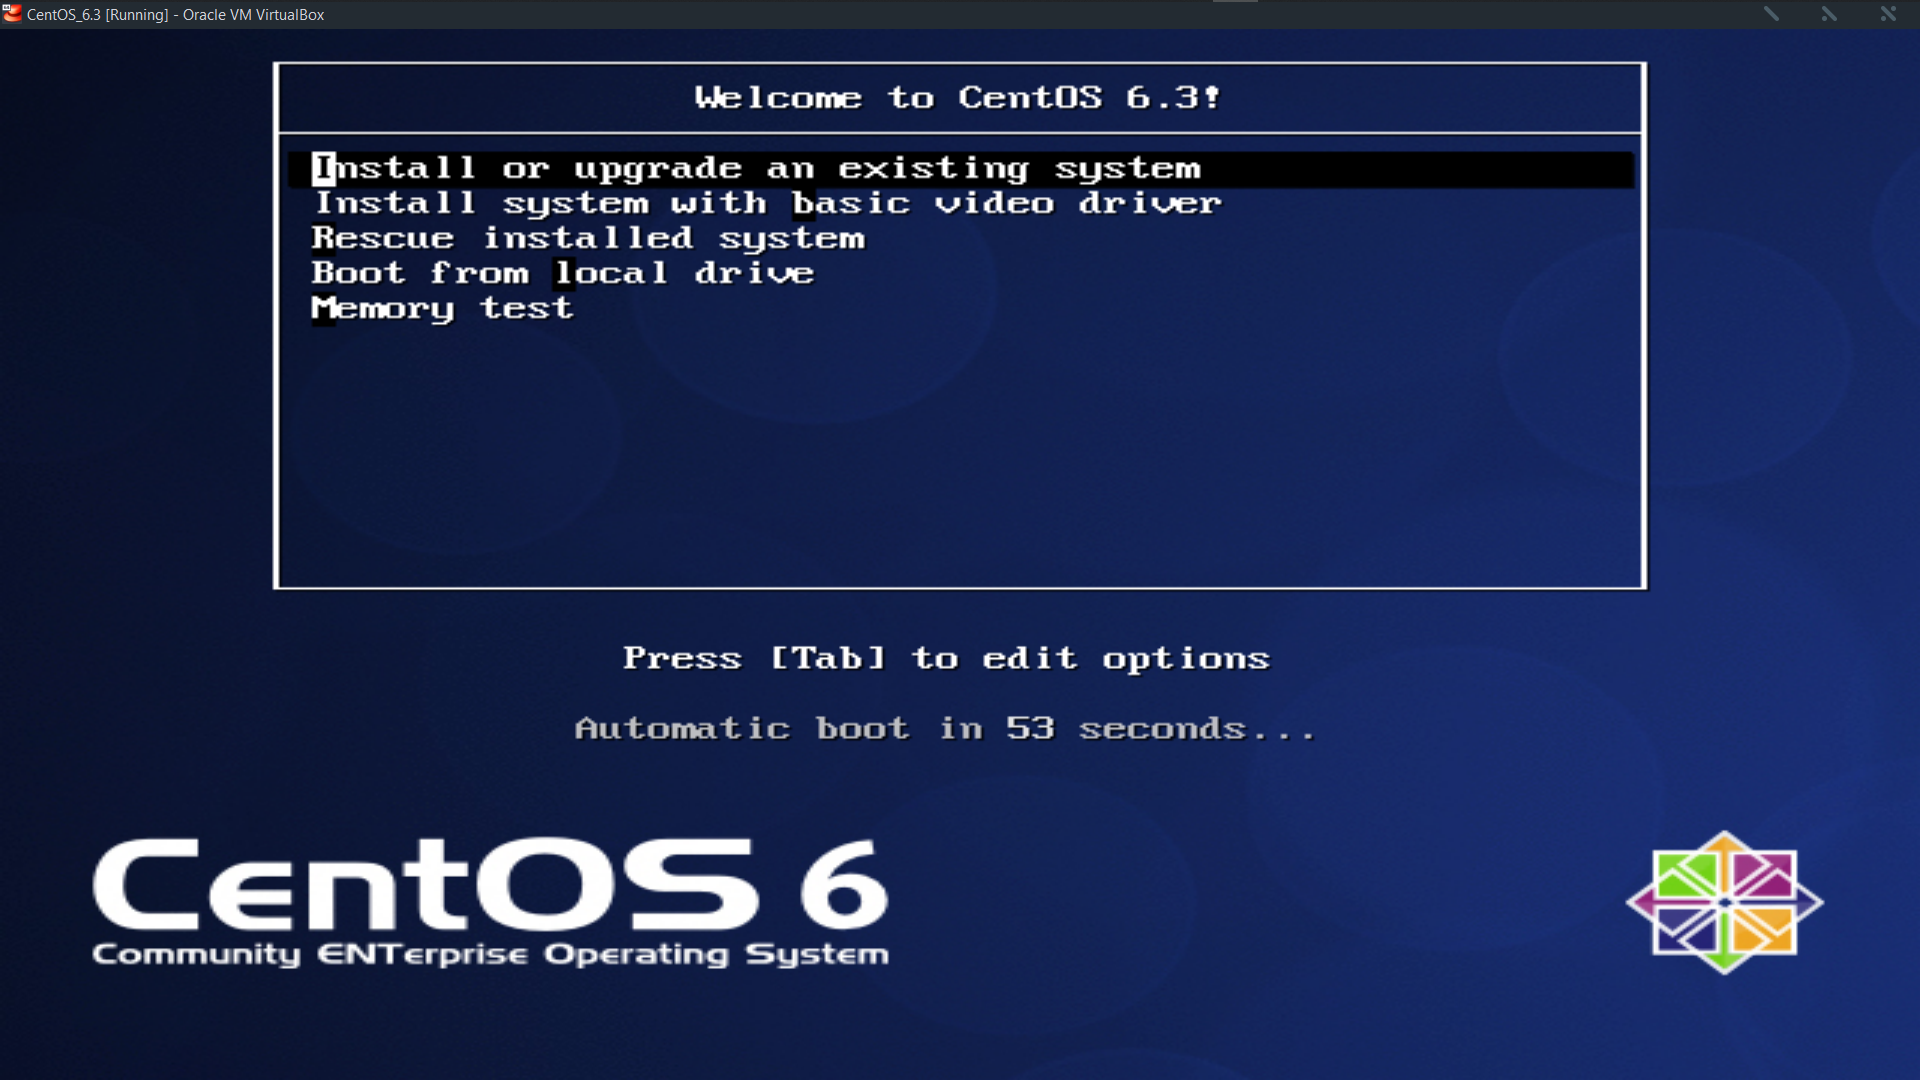 CentOS_6.3 [Running] - Oracle VM VirtualBox
Welcome to CentOS 6.3!
Install or upgrade an existing system
Install system with basic video driver
Rescue installed system
Boot from local drive
Memory test
Press [Tab] to edit options
Automatic boot in 53 seconds...
CentOS 6
Community ENTerprise Operating System